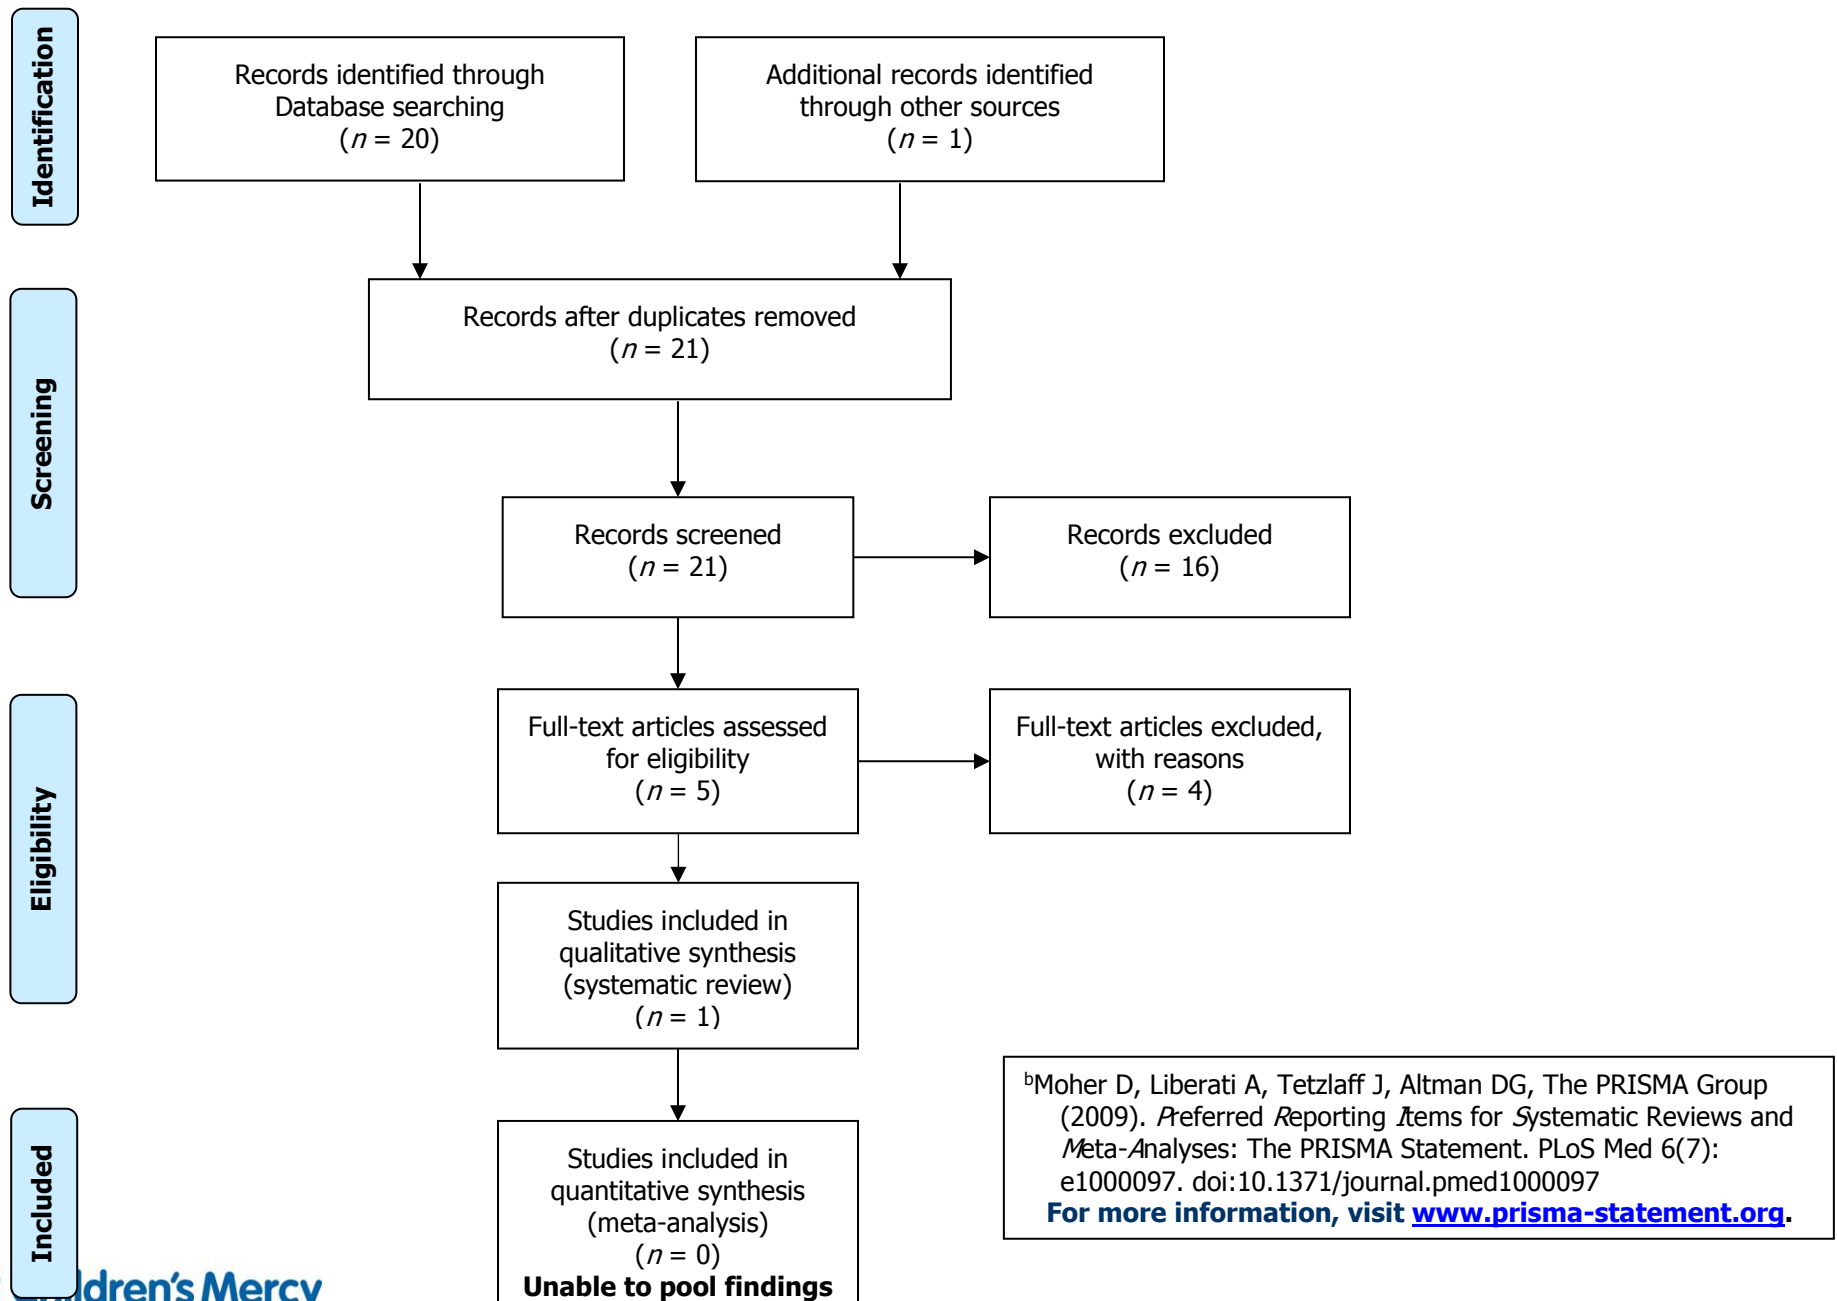 Identification
Records identified through
Database searching
(n = 20)
Additional records identified
through other sources
(n = 1)
Screening
Records after duplicates removed
(n = 21)
Records screened
(n = 21)
Records excluded
(n = 16)
Eligibility
Full-text articles assessed
for eligibility
(n = 5)
Full-text articles excluded,
with reasons
(n = 4)
Studies included in
qualitative synthesis
(systematic review)
(n = 1)
Included
Studies included in
quantitative synthesis
(meta-analysis)
(n = 0)
Unable to pool findings
ᵇMoher D, Liberati A, Tetzlaff J, Altman DG, The PRISMA Group
(2009). Preferred Reporting Items for Systematic Reviews and
Meta-Analyses: The PRISMA Statement. PLoS Med 6(7):
e1000097. doi:10.1371/journal.pmed1000097
For more information, visit www.prisma-statement.org.
ldren's Mercy